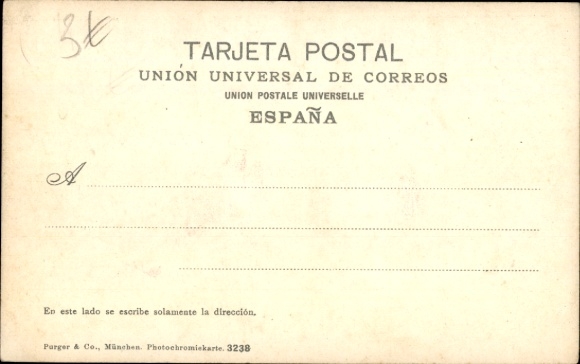 3x
TARJETA POSTAL
UNIÓN UNIVERSAL DE CORREOS
UNION POSTALE UNIVERSELLE
ESPAÑA
A
En este lado se escribe solamente la dirección.
Purger & Co., München. Photochromiekarte. 3238